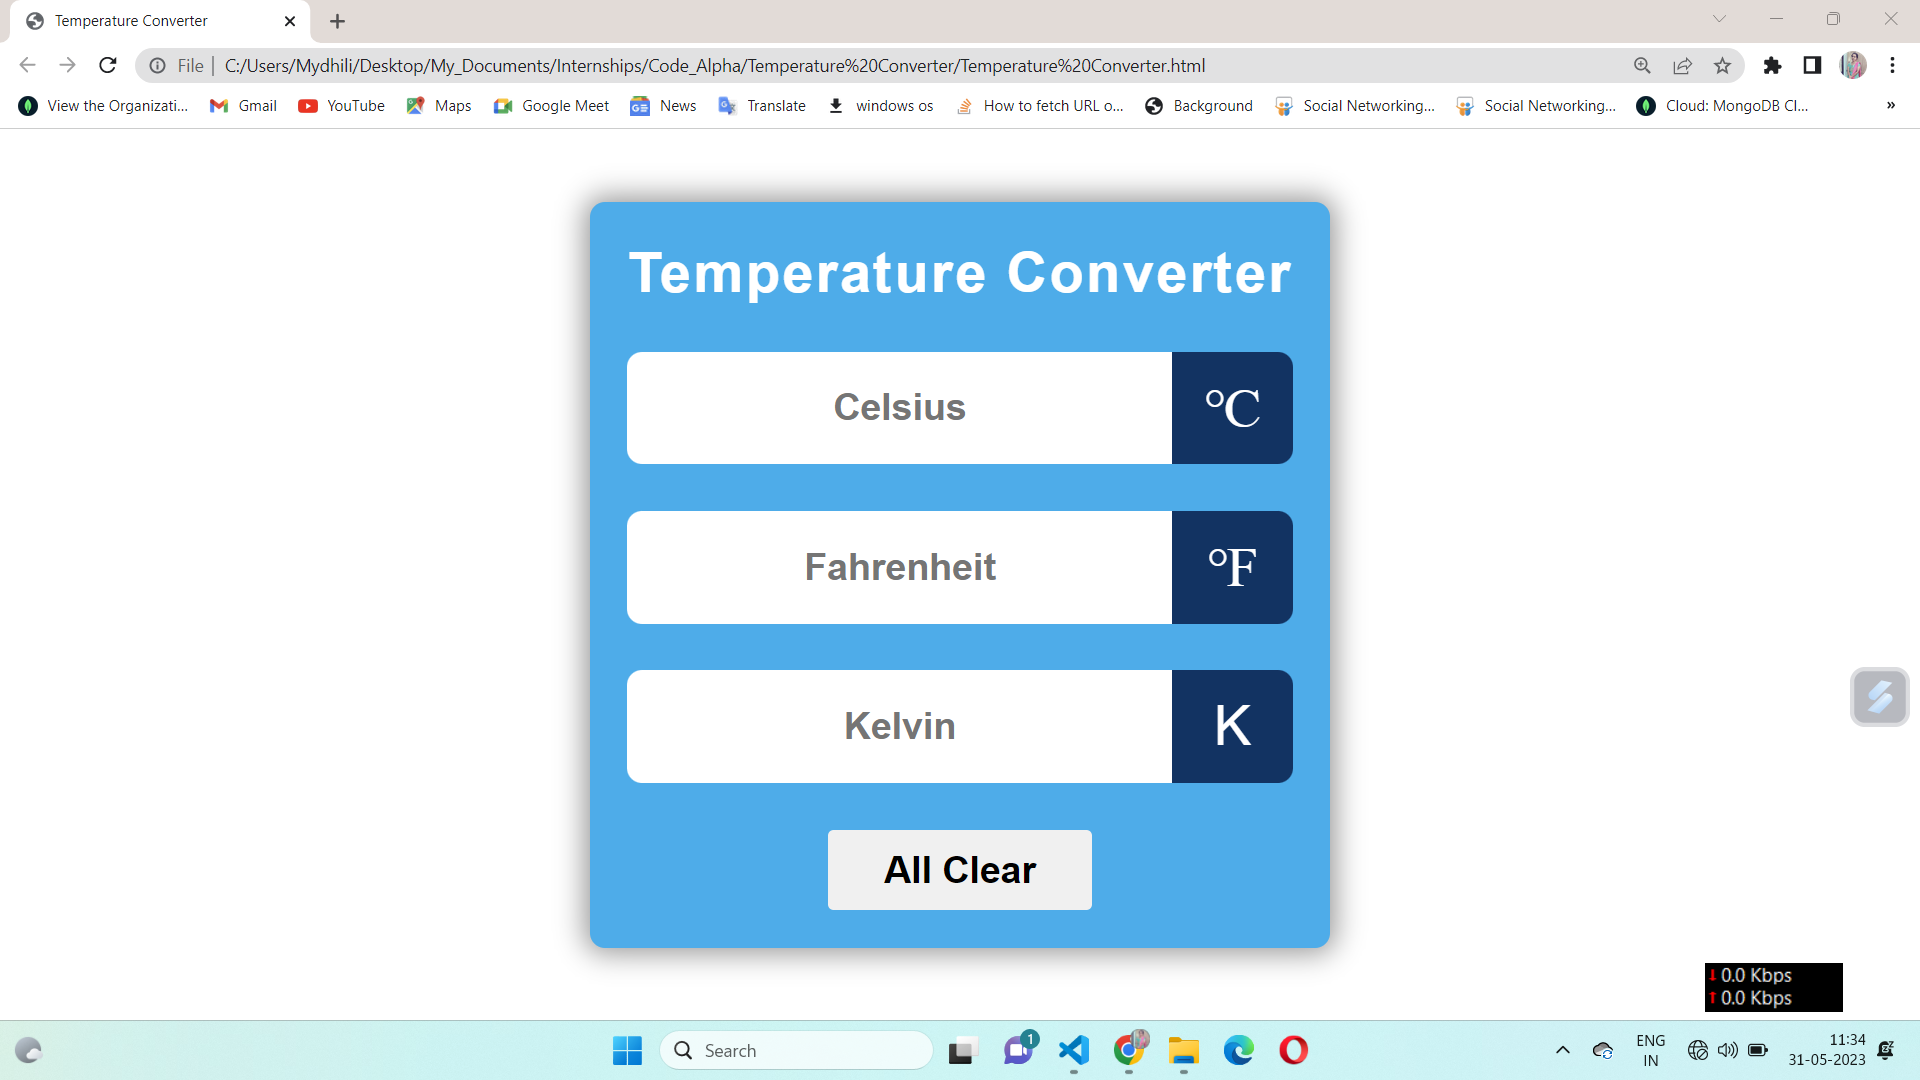 Temperature Converter
File | C:/Users/Mydhili/Desktop/My_Documents/Internships/Code_Alpha/Temperature%20Converter/Temperature%20Converter.html
View the Organizati... Gmail YouTube Maps Google Meet News Translate windows os How to fetch URL o... Background Social Networking... Social Networking... Cloud: MongoDB Cl... »
Temperature Converter
Celsius °C
Fahrenheit °F
Kelvin K
All Clear
0.0 Kbps
0.0 Kbps
Search
1
ENG
IN
11:34
31-05-2023